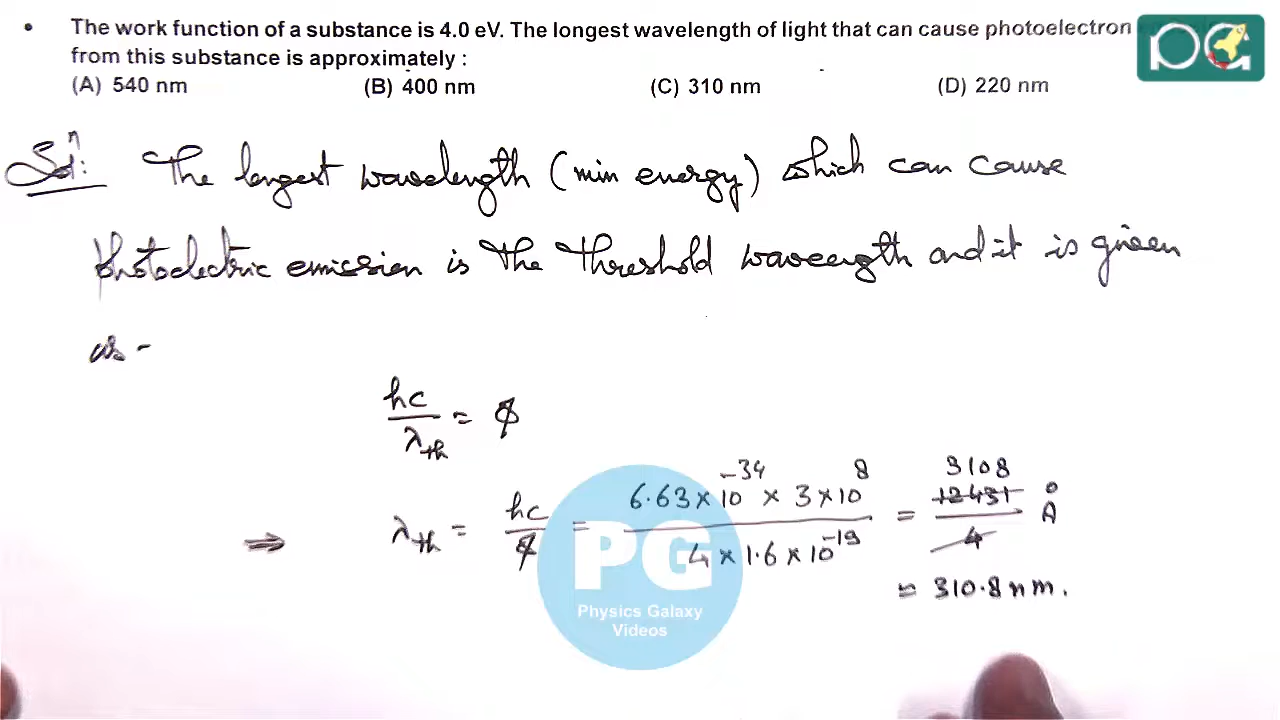 • The work function of a substance is 4.0 eV. The longest wavelength of light that can cause photoelectron
from this substance is approximately :
(A) 540 nm (B) 400 nm (C) 310 nm (D) 220 nm
PG
Solⁿ: The longest wavelength (min energy) which can cause
photoelectric emission is the threshold wavelength and it is given
as -
hc/λth = φ
⇒ λth = hc/φ = 6.63×10^-34 × 3×10^8 / 4×1.6×10^-19 = 3108 12431/4 Å
= 310.8 nm.
PG
Physics Galaxy
Videos